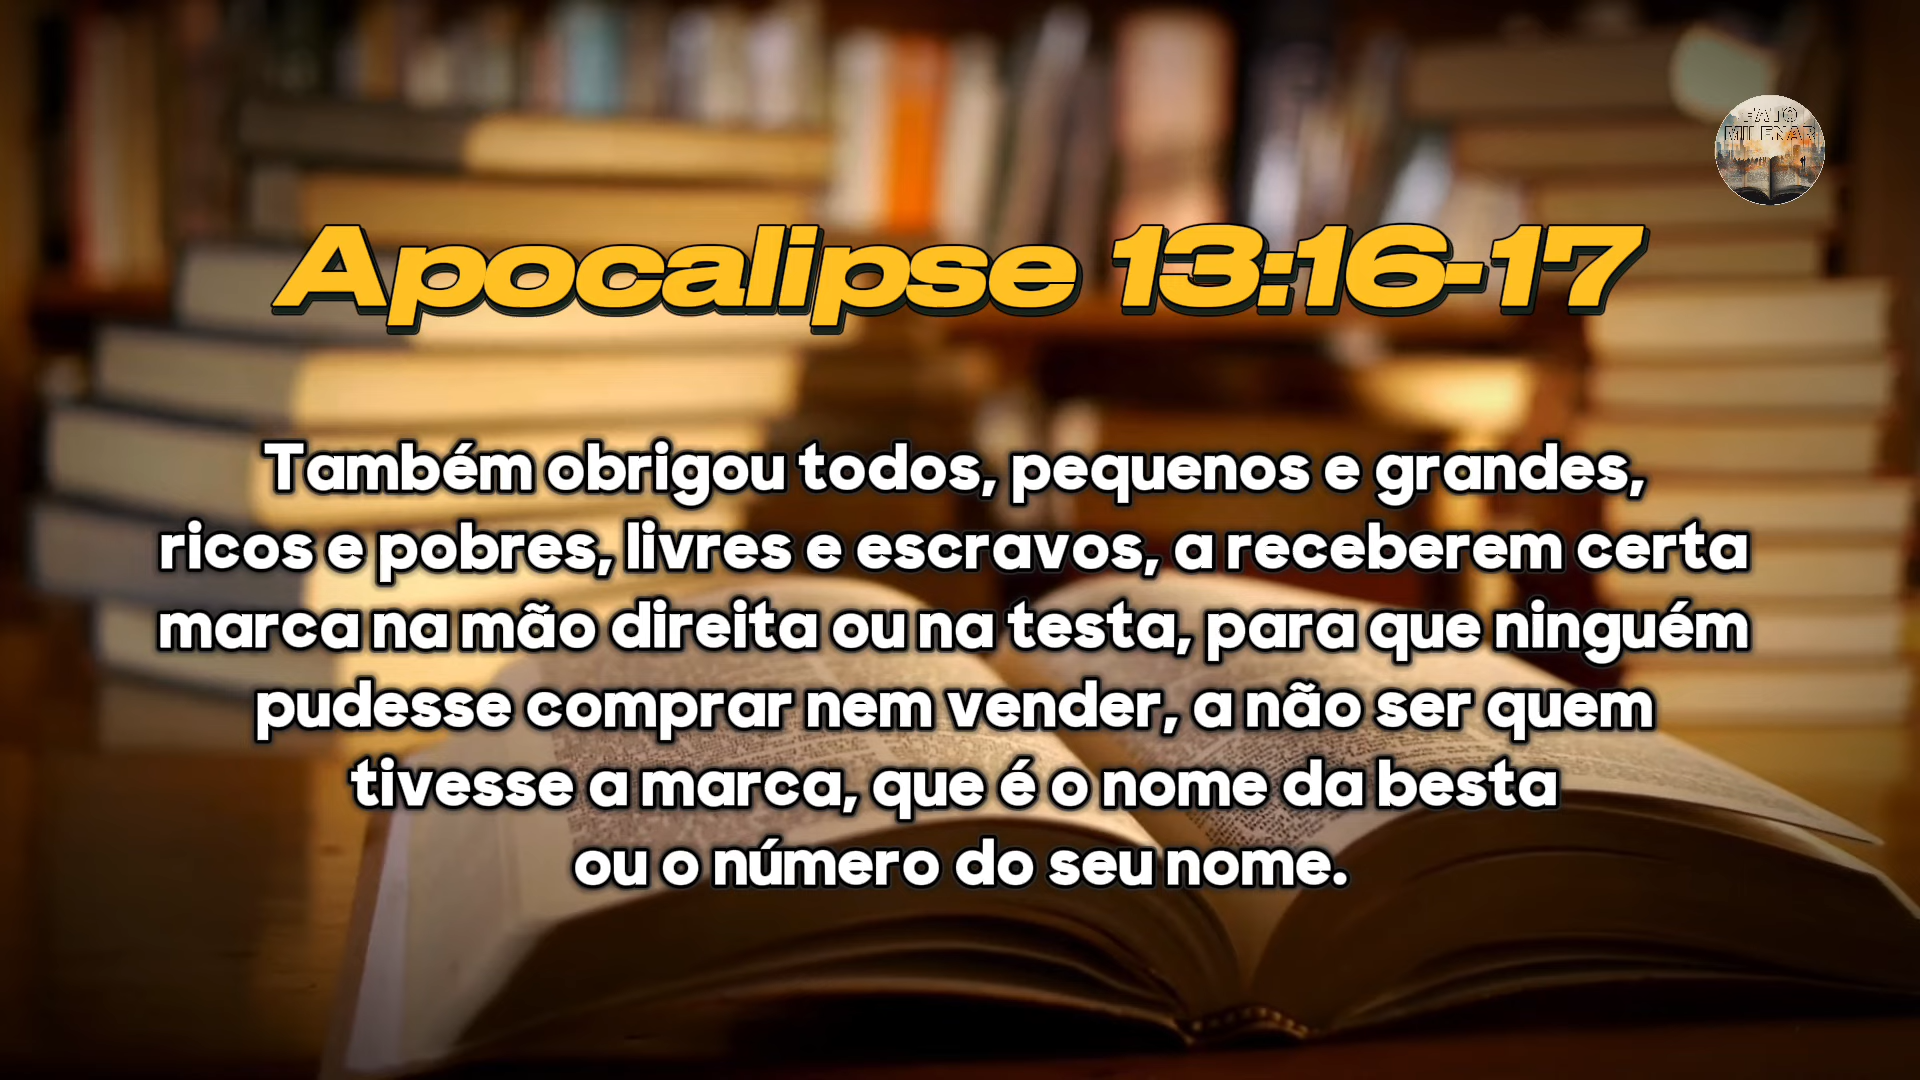 FATO
MILENAR
Apocalipse 13:16-17
Também obrigou todos, pequenos e grandes,
ricos e pobres, livres e escravos, a receberem certa
marca na mão direita ou na testa, para que ninguém
pudesse comprar nem vender, a não ser quem
tivesse a marca, que é o nome da besta
ou o número do seu nome.